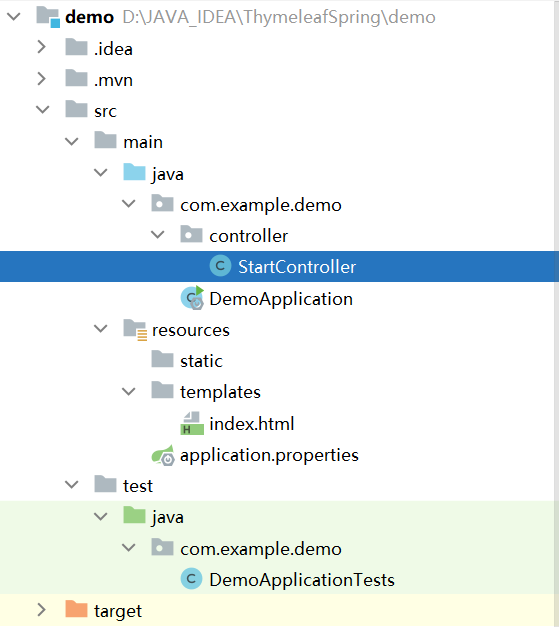 demo D:\JAVA_IDEA\ThymeleafSpring\demo
.idea
.mvn
src
main
java
com.example.demo
controller
C StartController
C DemoApplication
resources
static
templates
H index.html
application.properties
test
java
com.example.demo
C DemoApplicationTests
target